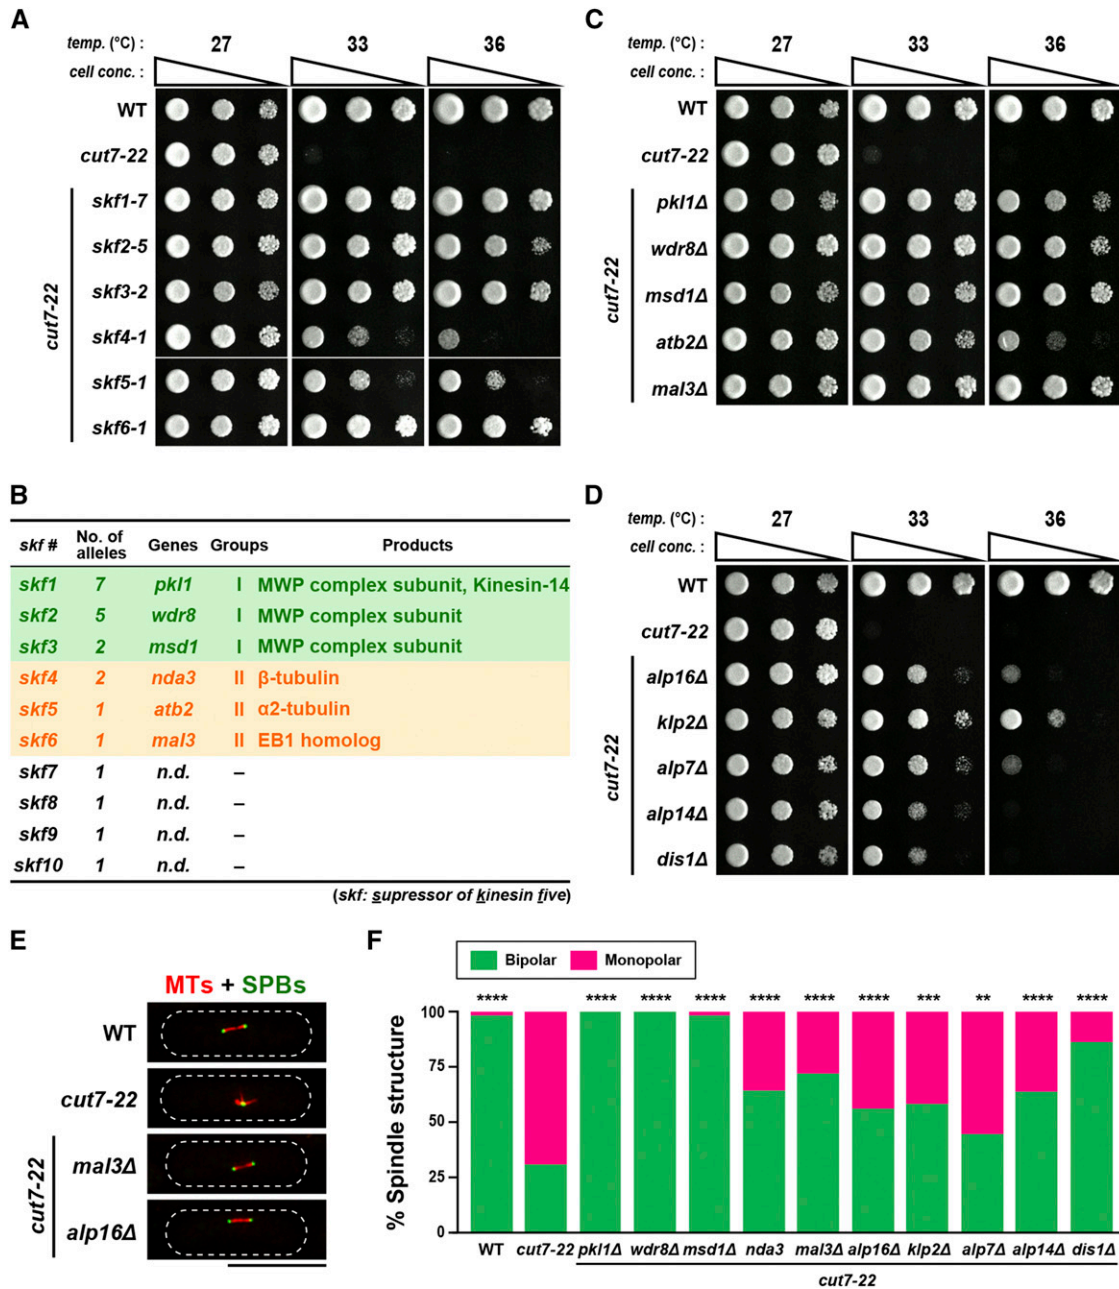 A
temp. (°C) : 27 33 36
cell conc. :
WT
cut7-22
skf1-7
skf2-5
skf3-2
skf4-1
skf5-1
skf6-1
cut7-22
C
temp. (°C) : 27 33 36
cell conc. :
WT
cut7-22
pkl1Δ
wdr8Δ
msd1Δ
atb2Δ
mal3Δ
cut7-22
B
skf # No. of alleles Genes Groups Products
skf1 7 pkl1 I MWP complex subunit, Kinesin-14
skf2 5 wdr8 I MWP complex subunit
skf3 2 msd1 I MWP complex subunit
skf4 2 nda3 II β-tubulin
skf5 1 atb2 II α2-tubulin
skf6 1 mal3 II EB1 homolog
skf7 1 n.d. –
skf8 1 n.d. –
skf9 1 n.d. –
skf10 1 n.d. –
(skf: supressor of kinesin five)
D
temp. (°C) : 27 33 36
cell conc. :
WT
cut7-22
alp16Δ
klp2Δ
alp7Δ
alp14Δ
dis1Δ
cut7-22
E
MTs + SPBs
WT
cut7-22
mal3Δ
alp16Δ
cut7-22
F
Bipolar Monopolar
**** **** **** **** **** **** **** *** ** **** ****
% Spindle structure
100
75
50
25
0
WT cut7-22 pkl1Δ wdr8Δ msd1Δ nda3 mal3Δ alp16Δ klp2Δ alp7Δ alp14Δ dis1Δ
cut7-22